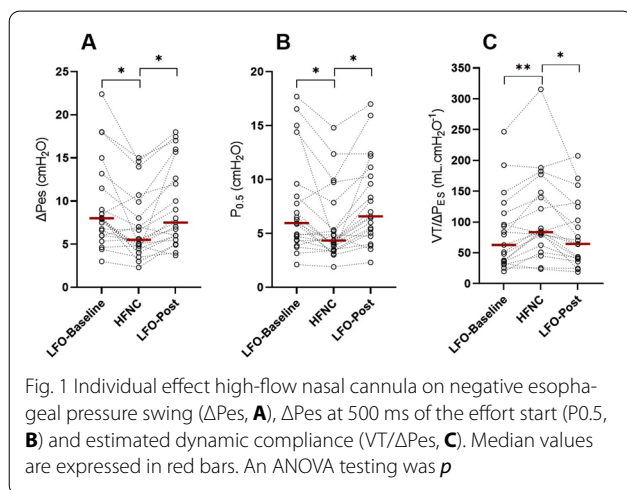 A
B
C
* *
* *
** *
ΔPes (cmH2O)
25
20
15
10
5
0
LFO-Baseline
HFNC
LFO-Post
P0.5 (cmH2O)
20
15
10
5
0
LFO-Baseline
HFNC
LFO-Post
VT/ΔPES (mL.cmH2O-1)
350
300
250
200
150
100
50
0
LFO-Baseline
HFNC
LFO-Post
Fig. 1 Individual effect high-flow nasal cannula on negative esopha-
geal pressure swing (ΔPes, A), ΔPes at 500 ms of the effort start (P0.5,
B) and estimated dynamic compliance (VT/ΔPes, C). Median values
are expressed in red bars. An ANOVA testing was p